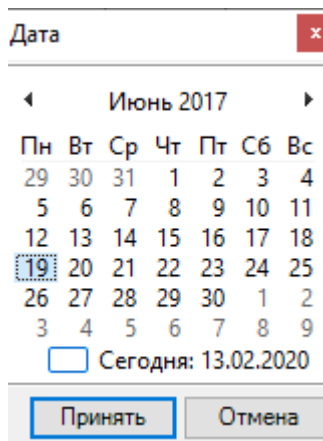 Дата
Июнь 2017
Пн Вт Ср Чт Пт Сб Вс
29 30 31 1 2 3 4
5 6 7 8 9 10 11
12 13 14 15 16 17 18
19 20 21 22 23 24 25
26 27 28 29 30 1 2
3 4 5 6 7 8 9
Сегодня: 13.02.2020
Принять Отмена